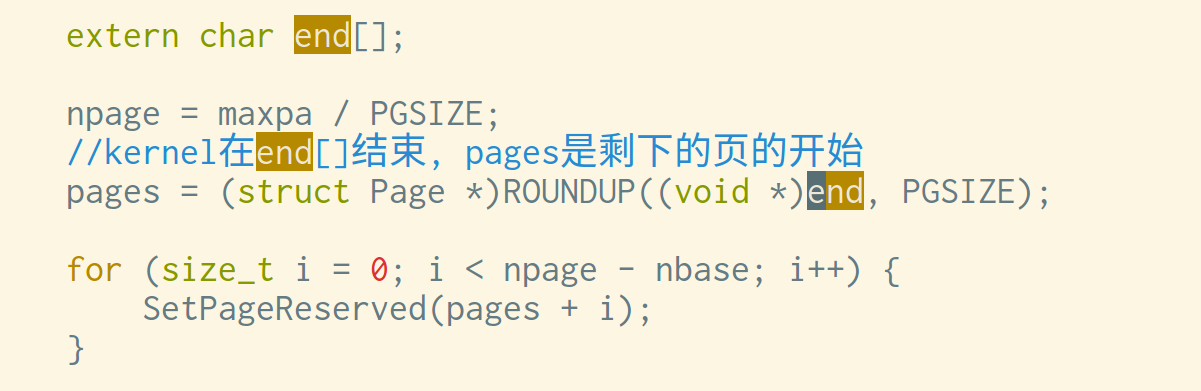 extern char end[];
npage = maxpa / PGSIZE;
//kernel在end[]结束, pages是剩下的页的开始
pages = (struct Page *)ROUNDUP((void *)end, PGSIZE);
for (size_t i = 0; i < npage - nbase; i++) {
SetPageReserved(pages + i);
}